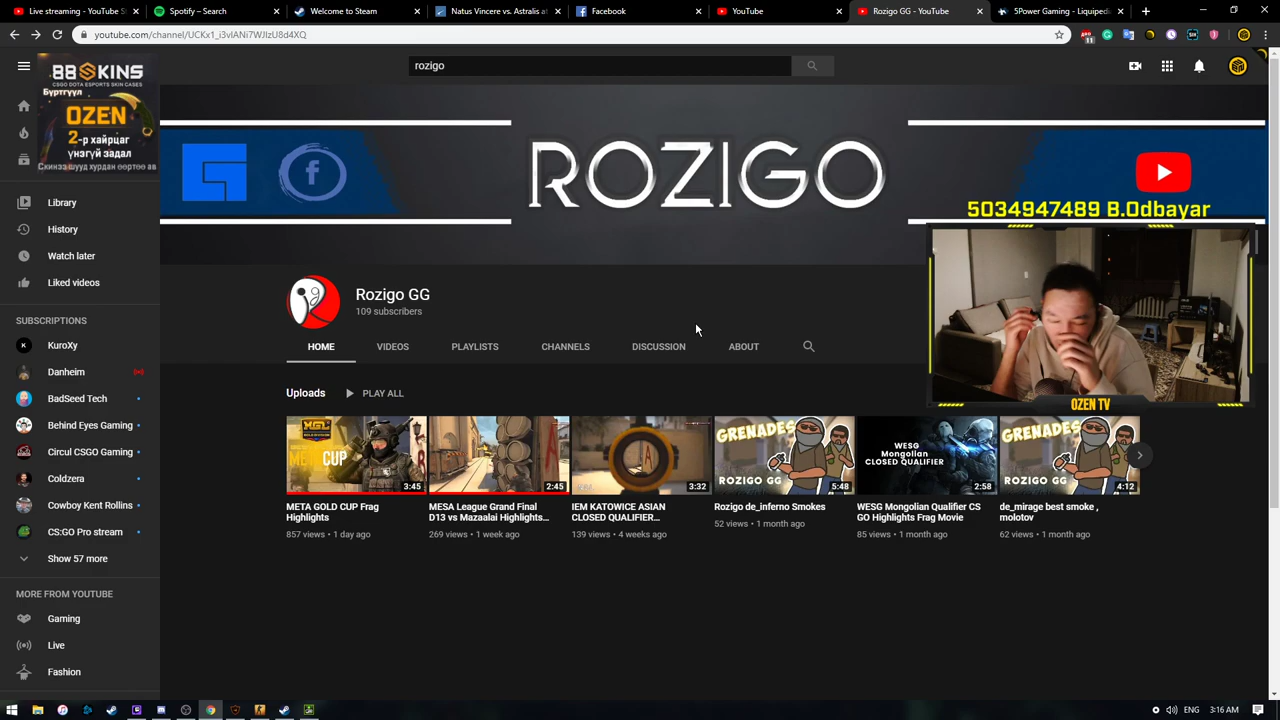 Live streaming - YouTube S
Spotify – Search
Welcome to Steam
Natus Vincere vs. Astralis at
Facebook
YouTube
Rozigo GG - YouTube
5Power Gaming - Liquiped
youtube.com/channel/UCKx1_i3vlANi7WJIzU8d4XQ
11
rozigo
88SKINS
CSGO DOTA ESPORTS SKIN CASES
Бүртгүүл
OZEN
2-р хайрцаг
үнэгүй задал
Скинээ шууд хурдан өөртөө ав
ROZIGO
5034947489 B.Odbayar
OZEN TV
Library
History
Watch later
Liked videos
SUBSCRIPTIONS
KuroXy
Danheim
BadSeed Tech
Behind Eyes Gaming
Circul CSGO Gaming
Coldzera
Cowboy Kent Rollins
CS:GO Pro stream
Show 57 more
MORE FROM YOUTUBE
Gaming
Live
Fashion
Rozigo GG
109 subscribers
HOME
VIDEOS
PLAYLISTS
CHANNELS
DISCUSSION
ABOUT
Uploads
PLAY ALL
META CUP
3:45
META GOLD CUP Frag
Highlights
857 views • 1 day ago
2:45
MESA League Grand Final
D13 vs Mazaalai Highlights...
269 views • 1 week ago
3:32
IEM KATOWICE ASIAN
CLOSED QUALIFIER...
139 views • 4 weeks ago
GRENADES
ROZIGO GG
5:48
Rozigo de_inferno Smokes
52 views • 1 month ago
WESG
Mongolian
CLOSED QUALIFIER
2:58
WESG Mongolian Qualifier CS
GO Highlights Frag Movie
85 views • 1 month ago
GRENADES
ROZIGO GG
4:12
de_mirage best smoke ,
molotov
62 views • 1 month ago
ENG
3:16 AM